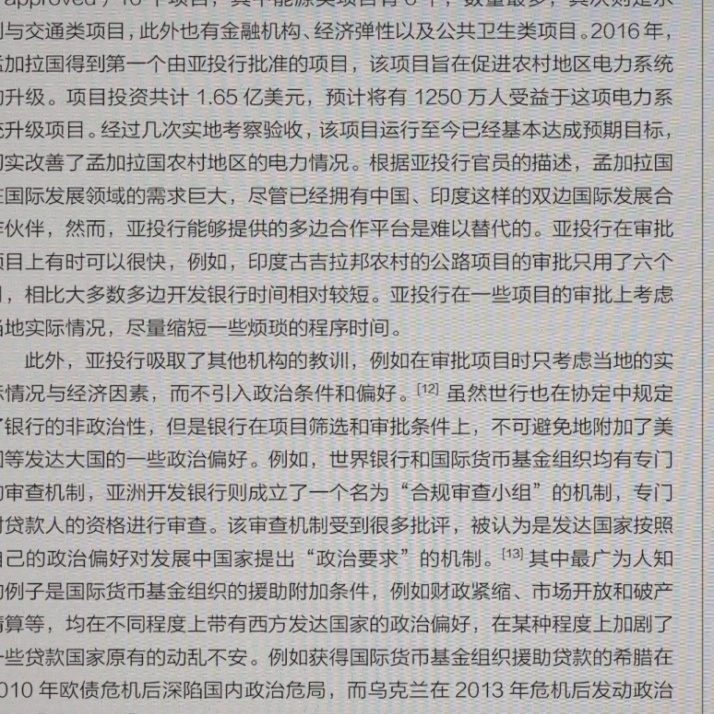 approved）16 个项目，其中能源类项目有 6 个，数量最多，其次则是水
利与交通类项目，此外也有金融机构、经济弹性以及公共卫生类项目。2016 年，
孟加拉国得到第一个由亚投行批准的项目，该项目旨在促进农村地区电力系统
的升级。项目投资共计 1.65 亿美元，预计将有 1250 万人受益于这项电力系
统升级项目。经过几次实地考察验收，该项目运行至今已经基本达成预期目标，
切实改善了孟加拉国农村地区的电力情况。根据亚投行官员的描述，孟加拉国
在国际发展领域的需求巨大，尽管已经拥有中国、印度这样的双边国际发展合
作伙伴，然而，亚投行能够提供的多边合作平台是难以替代的。亚投行在审批
项目上有时可以很快，例如，印度古吉拉邦农村的公路项目的审批只用了六个
月，相比大多数多边开发银行时间相对较短。亚投行在一些项目的审批上考虑
当地实际情况，尽量缩短一些烦琐的程序时间。
此外，亚投行吸取了其他机构的教训，例如在审批项目时只考虑当地的实
际情况与经济因素，而不引入政治条件和偏好。[12] 虽然世行也在协定中规定
了银行的非政治性，但是银行在项目筛选和审批条件上，不可避免地附加了美
国等发达大国的一些政治偏好。例如，世界银行和国际货币基金组织均有专门
的审查机制，亚洲开发银行则成立了一个名为“合规审查小组”的机制，专门
对贷款人的资格进行审查。该审查机制受到很多批评，被认为是发达国家按照
自己的政治偏好对发展中国家提出“政治要求”的机制。[13] 其中最广为人知
的例子是国际货币基金组织的援助附加条件，例如财政紧缩、市场开放和破产
清算等，均在不同程度上带有西方发达国家的政治偏好，在某种程度上加剧了
一些贷款国家原有的动乱不安。例如获得国际货币基金组织援助贷款的希腊在
2010 年欧债危机后深陷国内政治危局，而乌克兰在 2013 年危机后发动政治